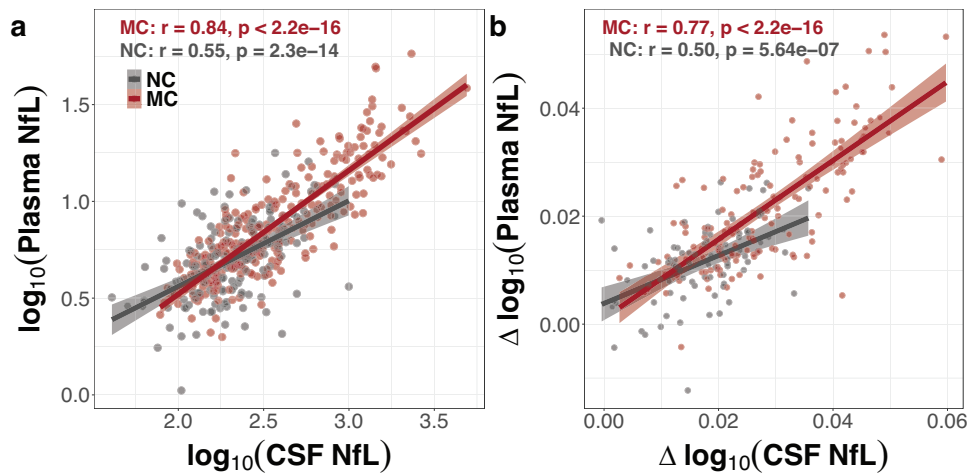 a
MC: r = 0.84, p < 2.2e−16
NC: r = 0.55, p = 2.3e−14
NC
MC
log₁₀(Plasma NfL)
1.5
1.0
0.5
0.0
2.0 2.5 3.0 3.5
log₁₀(CSF NfL)
b
MC: r = 0.77, p < 2.2e−16
NC: r = 0.50, p = 5.64e−07
Δ log₁₀(Plasma NfL)
0.04
0.02
0.00
0.00 0.02 0.04 0.06
Δ log₁₀(CSF NfL)